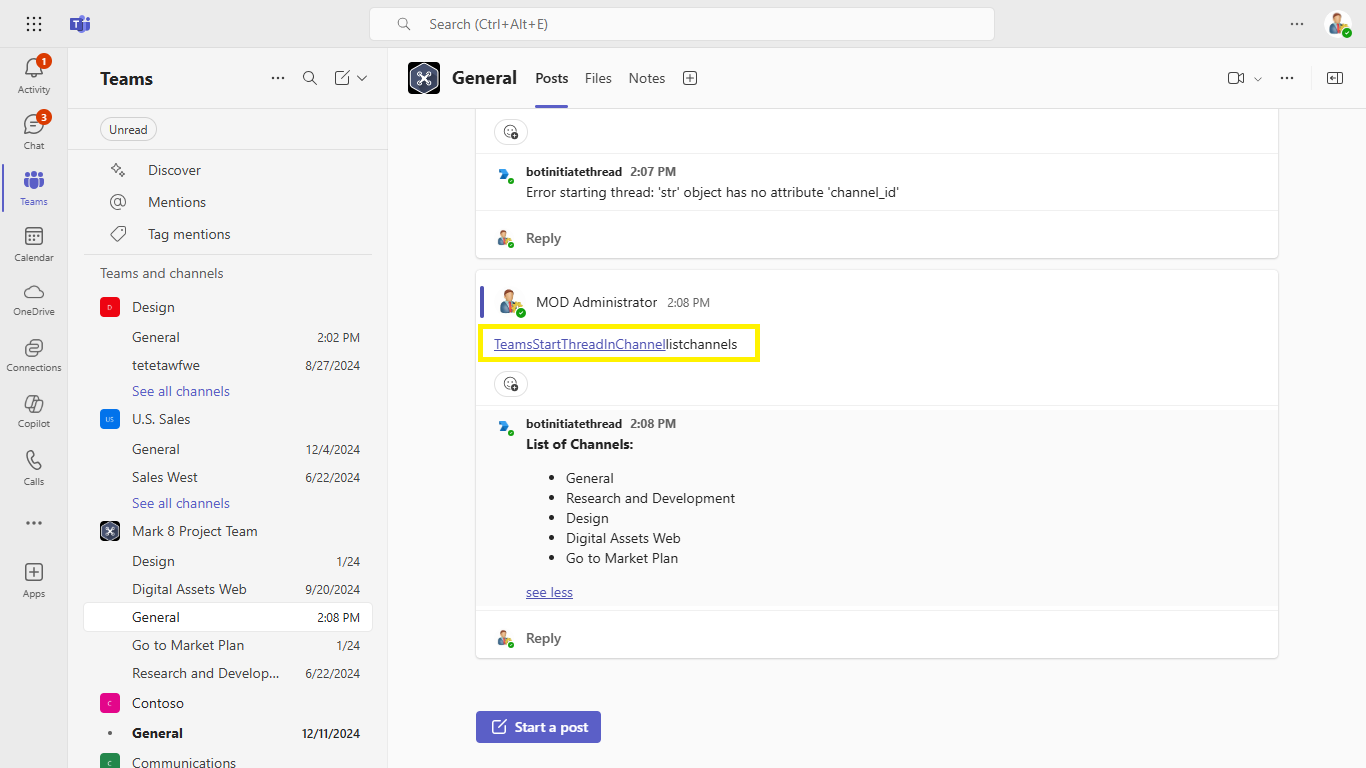 Search (Ctrl+Alt+E)
1
Activity
3
Chat
Teams
Calendar
OneDrive
Connections
Copilot
Calls
Apps
Teams
Unread
Discover
Mentions
Tag mentions
Teams and channels
D
Design
General 2:02 PM
tetetawfwe 8/27/2024
See all channels
US
U.S. Sales
General 12/4/2024
Sales West 6/22/2024
See all channels
Mark 8 Project Team
Design 1/24
Digital Assets Web 9/20/2024
General 2:08 PM
Go to Market Plan 1/24
Research and Develop... 6/22/2024
C
Contoso
General 12/11/2024
C
Communications
General Posts Files Notes
botinitiatethread 2:07 PM
Error starting thread: 'str' object has no attribute 'channel_id'
Reply
MOD Administrator 2:08 PM
TeamsStartThreadInChannellistchannels
botinitiatethread 2:08 PM
List of Channels:
• General
• Research and Development
• Design
• Digital Assets Web
• Go to Market Plan
see less
Reply
Start a post